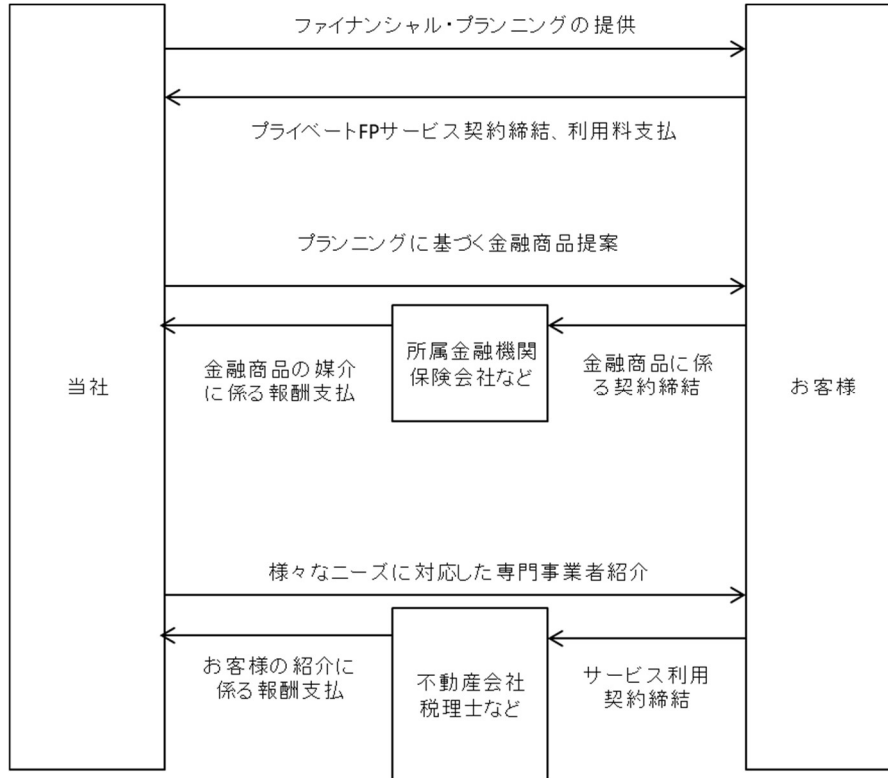 ファイナンシャル・プランニングの提供
プライベートFPサービス契約締結、利用料支払
プランニングに基づく金融商品提案
所属金融機関
保険会社など
金融商品の媒介
に係る報酬支払
金融商品に係
る契約締結
当社
お客様
様々なニーズに対応した専門事業者紹介
お客様の紹介に
係る報酬支払
不動産会社
税理士など
サービス利用
契約締結